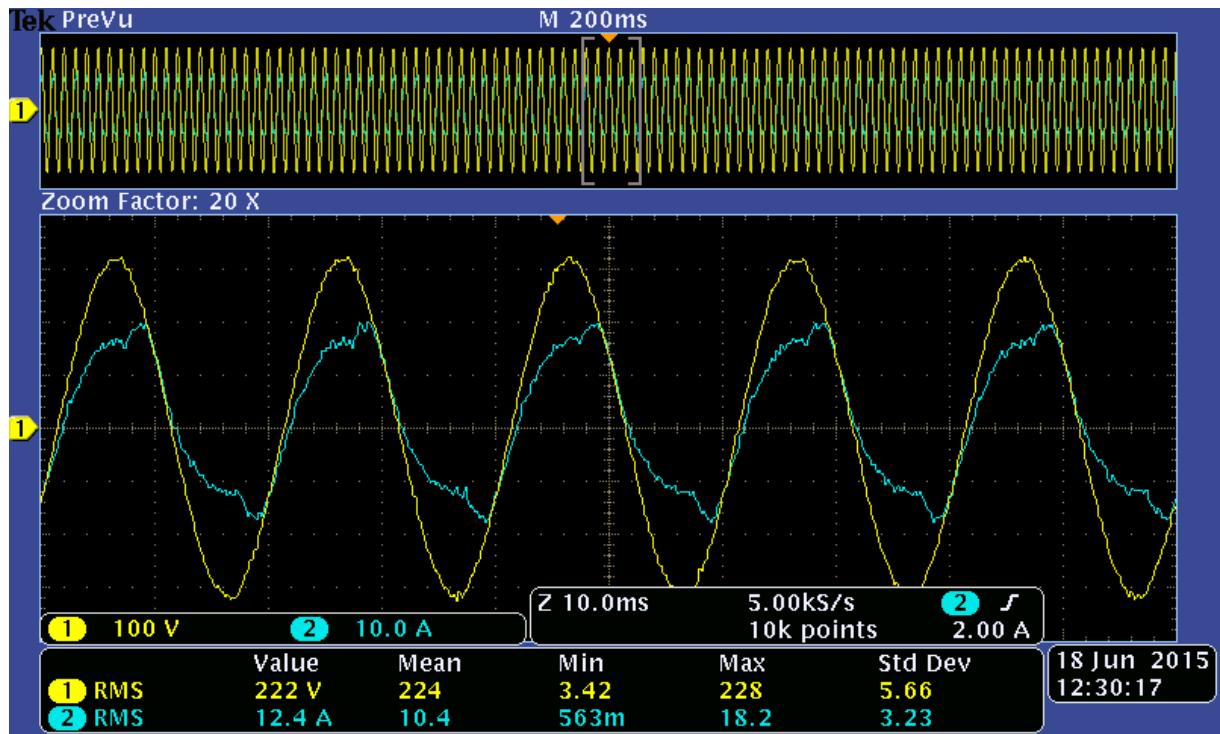 Tek PreVu M 200ms
1
Zoom Factor: 20 X
1
1 100 V 2 10.0 A
Z 10.0ms 5.00kS/s 2
10k points 2.00 A
Value Mean Min Max Std Dev
1 RMS 222 V 224 3.42 228 5.66
2 RMS 12.4 A 10.4 563m 18.2 3.23
18 Jun 2015
12:30:17